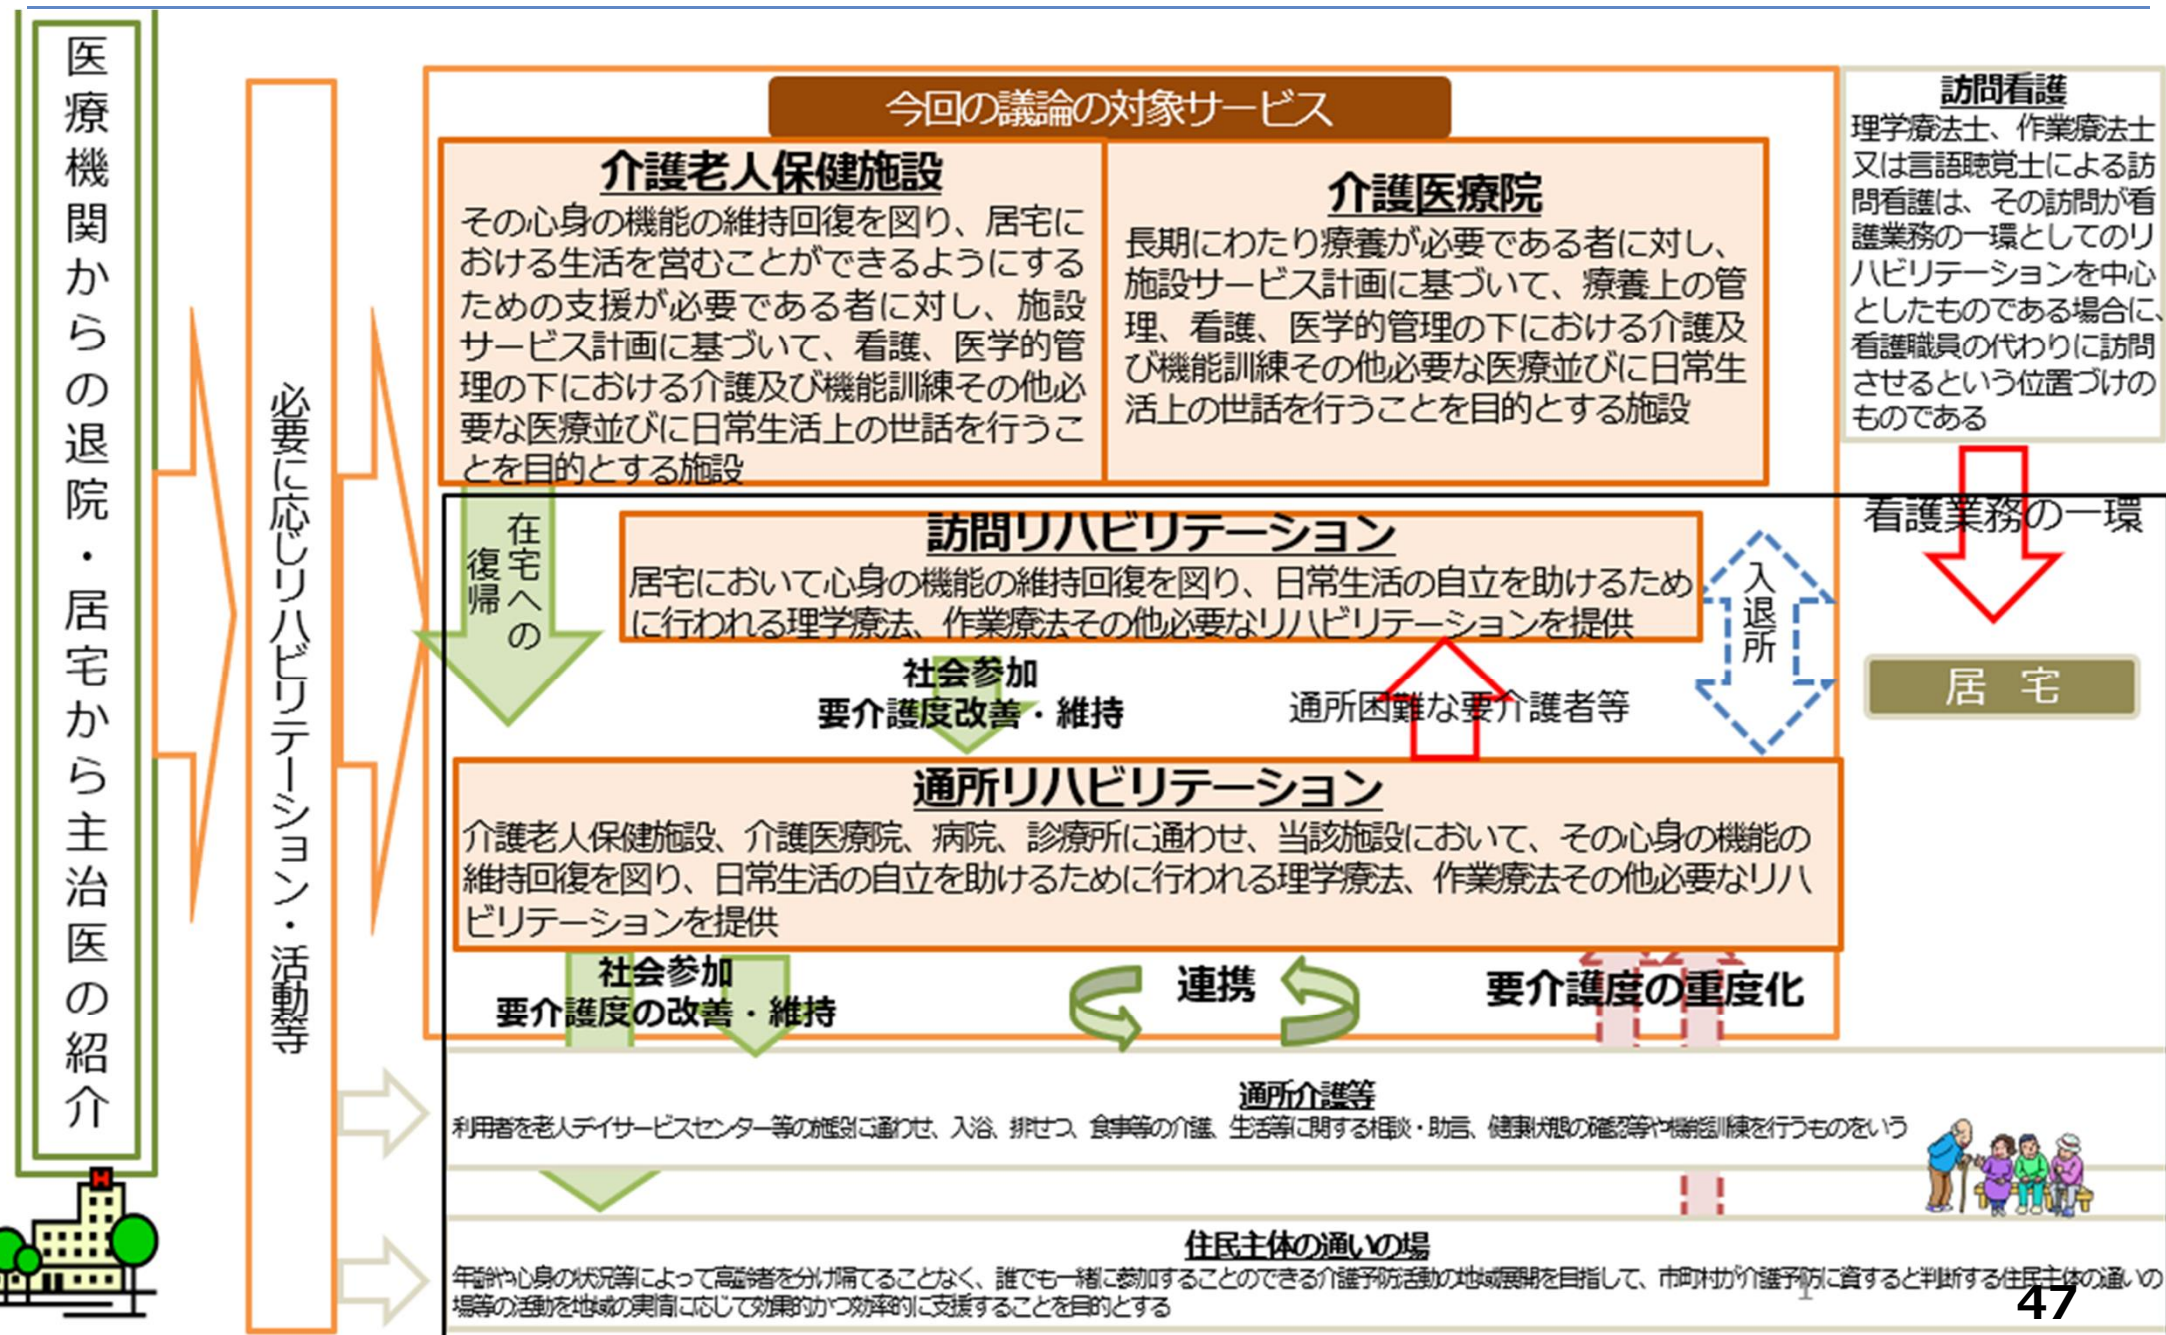 医療機関からの退院・居宅から主治医の紹介
必要に応じリハビリテーション・活動等
今回の議論の対象サービス
介護老人保健施設
その心身の機能の維持回復を図り、居宅に
おける生活を営むことができるようにする
ための支援が必要である者に対し、施設
サービス計画に基づいて、看護、医学的管
理の下における介護及び機能訓練その他必
要な医療並びに日常生活上の世話を行うこ
とを目的とする施設
介護医療院
長期にわたり療養が必要である者に対し、
施設サービス計画に基づいて、療養上の管
理、看護、医学的管理の下における介護及
び機能訓練その他必要な医療並びに日常生
活上の世話を行うことを目的とする施設
訪問看護
理学療法士、作業療法士
又は言語聴覚士による訪
問看護は、その訪問が看
護業務の一環としてのリ
ハビリテーションを中心
としたものである場合に、
看護職員の代わりに訪問
させるという位置づけの
ものである
看護業務の一環
居 宅
在宅への
復帰
訪問リハビリテーション
居宅において心身の機能の維持回復を図り、日常生活の自立を助けるため
に行われる理学療法、作業療法その他必要なリハビリテーションを提供
入退所
社会参加
要介護度改善・維持
通所困難な要介護者等
通所リハビリテーション
介護老人保健施設、介護医療院、病院、診療所に通わせ、当該施設において、その心身の機能の
維持回復を図り、日常生活の自立を助けるために行われる理学療法、作業療法その他必要なリハ
ビリテーションを提供
社会参加
要介護度の改善・維持
連携
要介護度の重度化
通所介護等
利用者を老人デイサービスセンター等の施設に通わせ、入浴、排せつ、食事等の介護、生活等に関する相談・助言、健康状態の確認等や機能訓練を行うものをいう
住民主体の通いの場
年齢や心身の状況等によって高齢者を分け隔てることなく、誰でも一緒に参加することのできる介護予防活動の地域展開を目指して、市町村が介護予防に資すると判断する住民主体の通いの
場等の活動を地域の実情に応じて効果的かつ効率的に支援することを目的とする
1
47
H